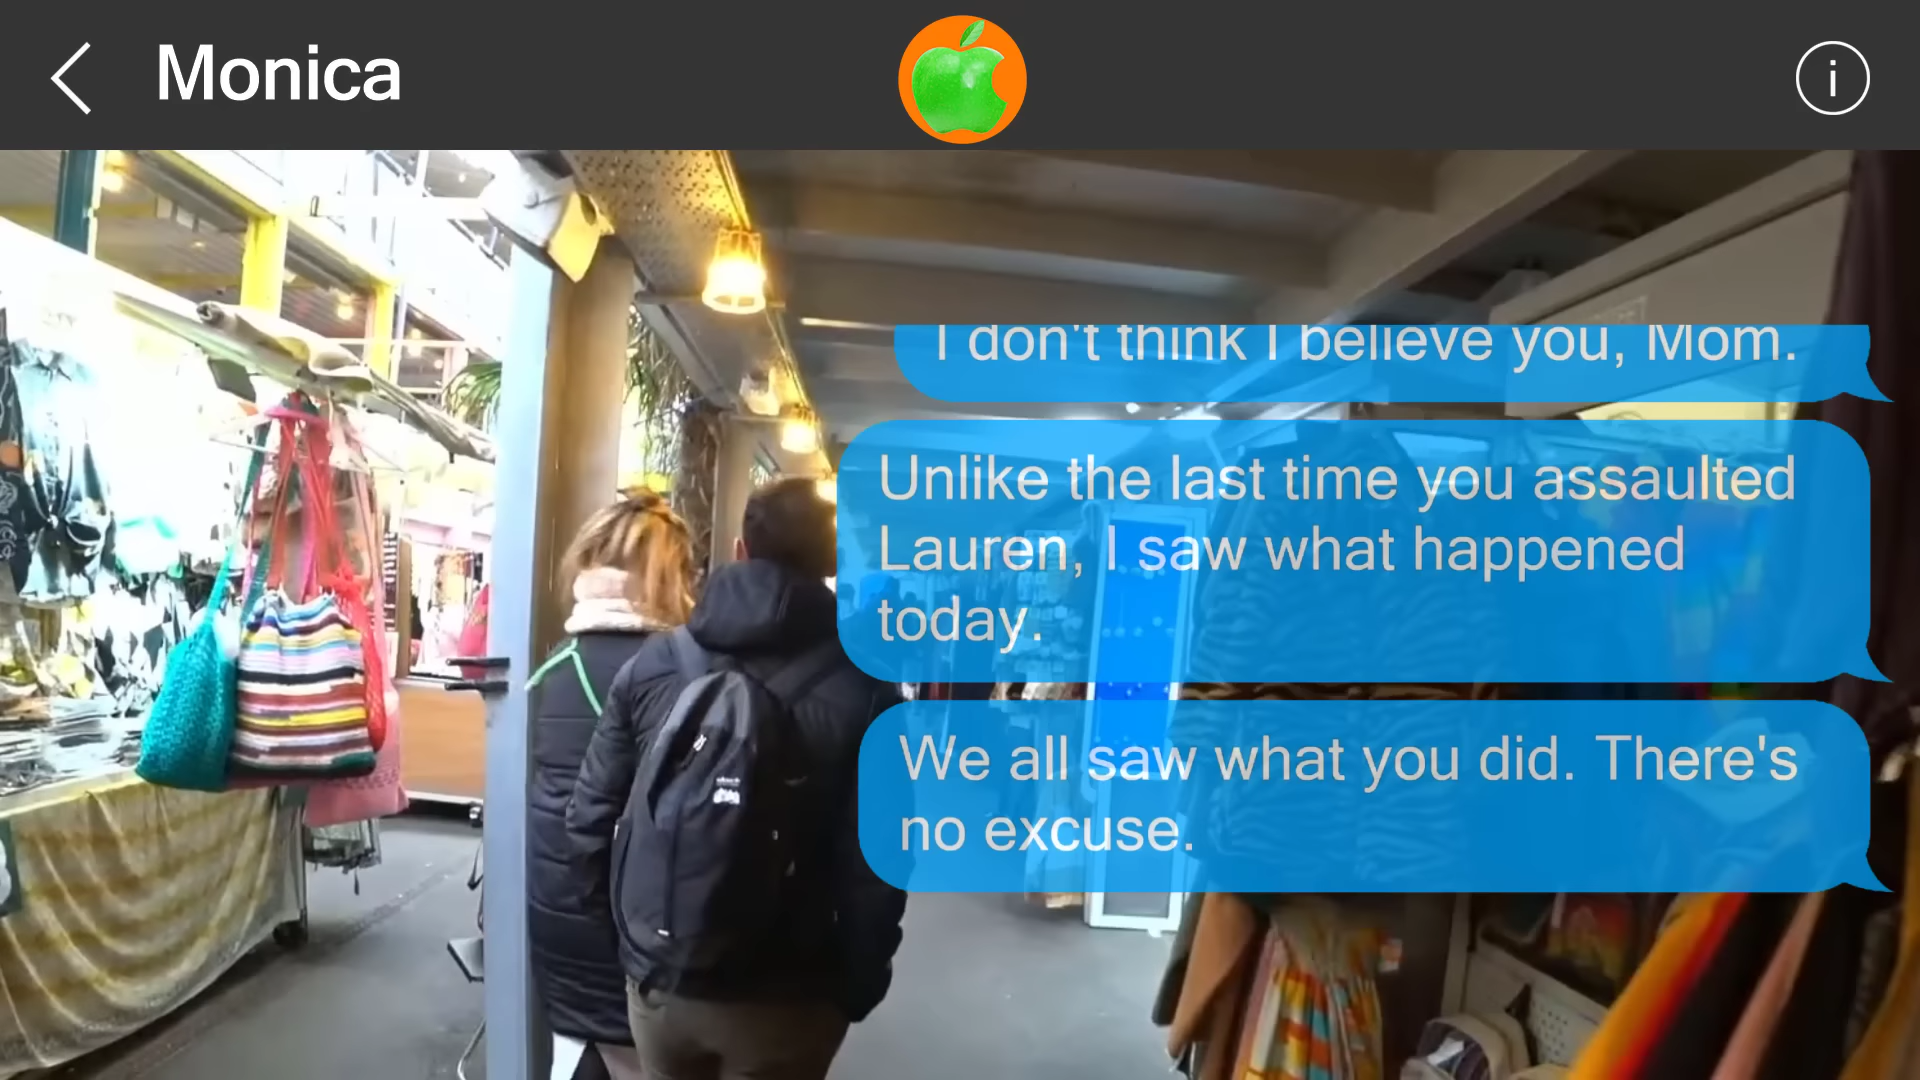 Monica
i
I don't think I believe you, Mom.
Unlike the last time you assaulted
Lauren, I saw what happened
today.
We all saw what you did. There's
no excuse.